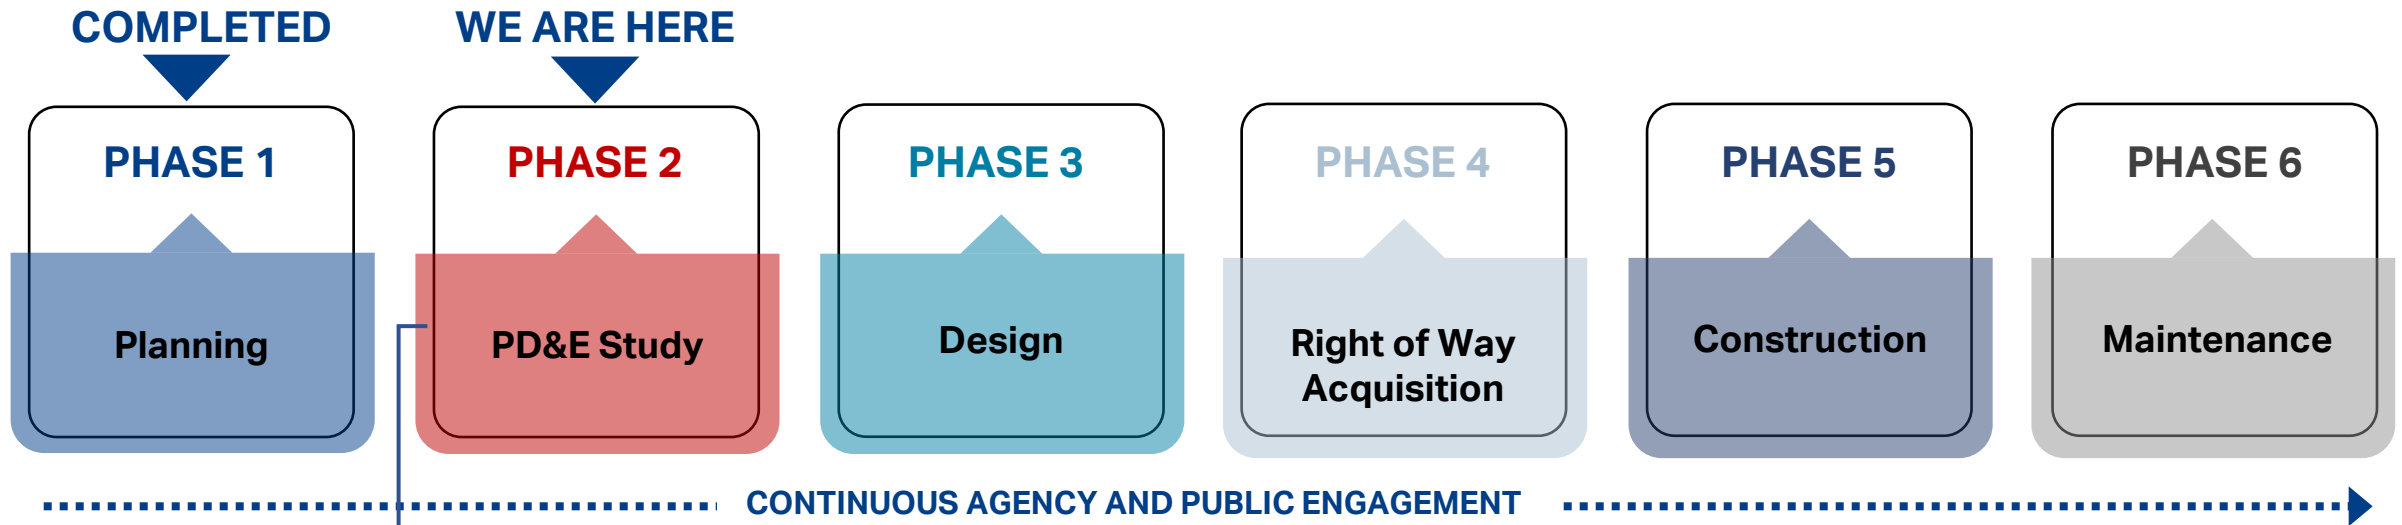 COMPLETED
WE ARE HERE
PHASE 1
PHASE 2
PHASE 3
PHASE 4
PHASE 5
PHASE 6
Planning
PD&E Study
Design
Right of Way
Acquisition
Construction
Maintenance
CONTINUOUS AGENCY AND PUBLIC ENGAGEMENT